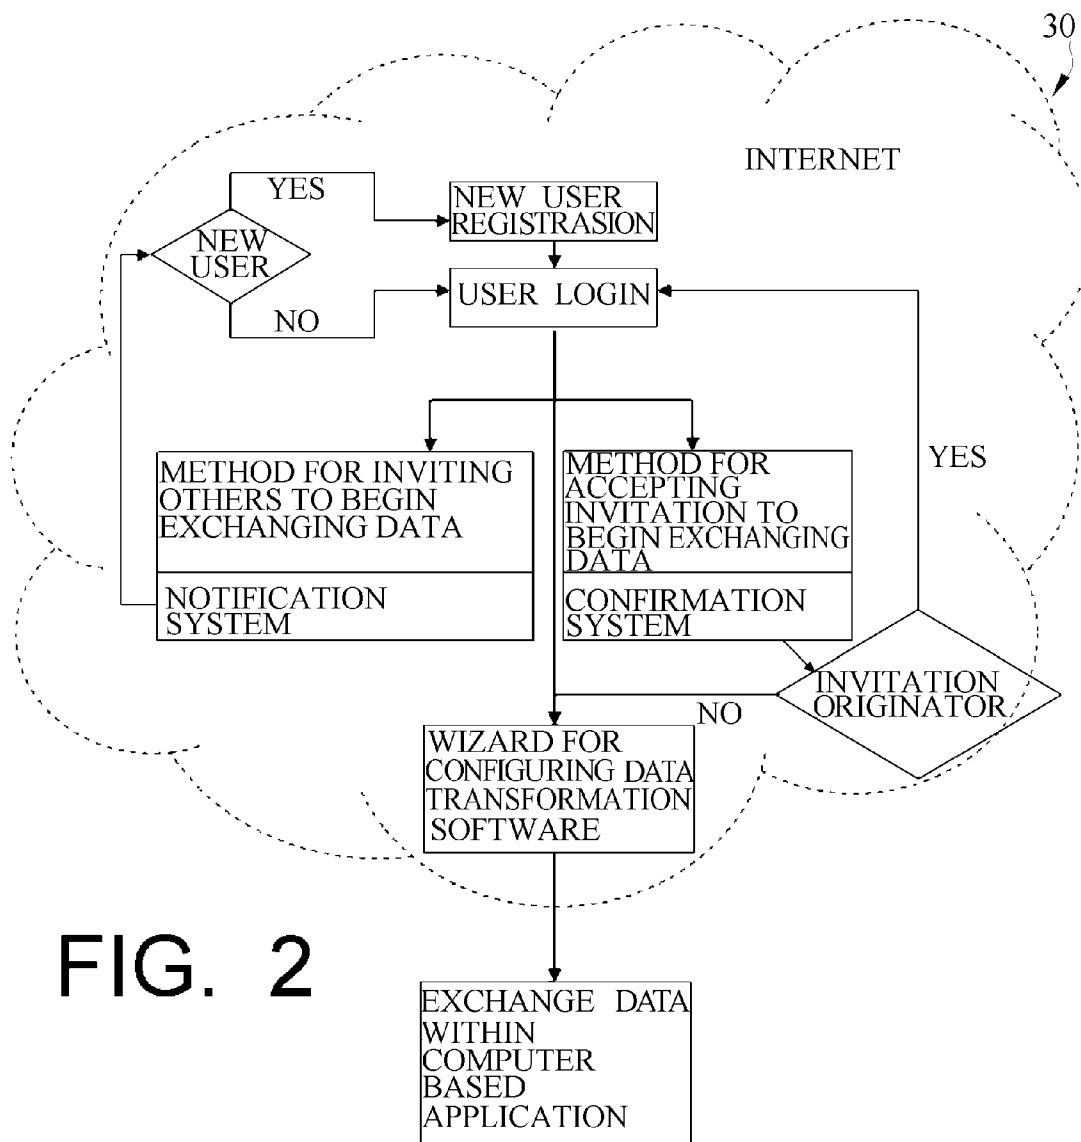 30
INTERNET
YES
NEW USER
REGISTRASION
NEW
USER
USER LOGIN
NO
YES
METHOD FOR INVITING
OTHERS TO BEGIN
EXCHANGING DATA
METHOD FOR
ACCEPTING
INVITATION TO
BEGIN EXCHANGING
DATA
NOTIFICATION
SYSTEM
CONFIRMATION
SYSTEM
INVITATION
ORIGINATOR
NO
WIZARD FOR
CONFIGURING DATA
TRANSFORMATION
SOFTWARE
FIG. 2
EXCHANGE DATA
WITHIN
COMPUTER
BASED
APPLICATION